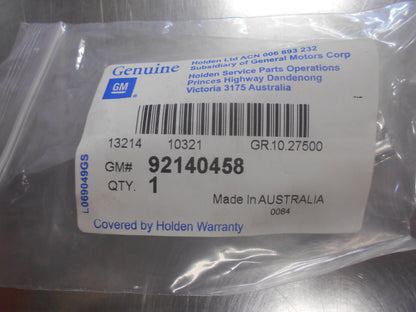 Genuine
GM
Holden Ltd ACN 006 893 232
Subsidiary of General Motors Corp
Holden Service Parts Operations
Princes Highway Dandenong
Victoria 3175 Australia
13214 10321 GR.10.27500
GM# 92140458
QTY. 1
Made In AUSTRALIA
0084
L069049GS
Covered by Holden Warranty